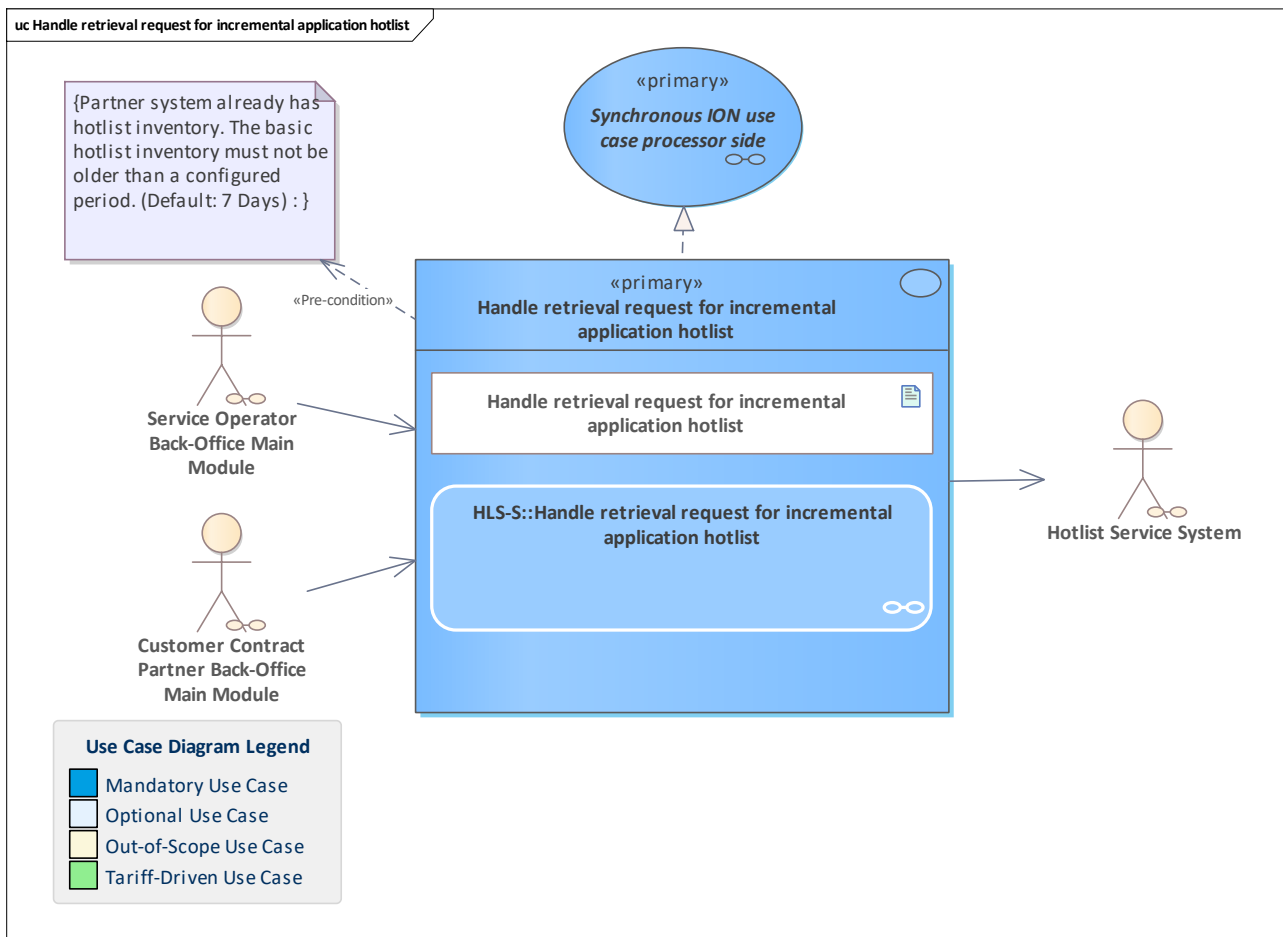 uc Handle retrieval request for incremental application hotlist
{Partner system already has
hotlist inventory. The basic
hotlist inventory must not be
older than a configured
period. (Default: 7 Days) : }
«primary»
Synchronous ION use
case processor side
«Pre-condition»
«primary»
Handle retrieval request for incremental
application hotlist
Handle retrieval request for incremental
application hotlist
HLS-S::Handle retrieval request for incremental
application hotlist
Service Operator
Back-Office Main
Module
Customer Contract
Partner Back-Office
Main Module
Hotlist Service System
Use Case Diagram Legend
Mandatory Use Case
Optional Use Case
Out-of-Scope Use Case
Tariff-Driven Use Case